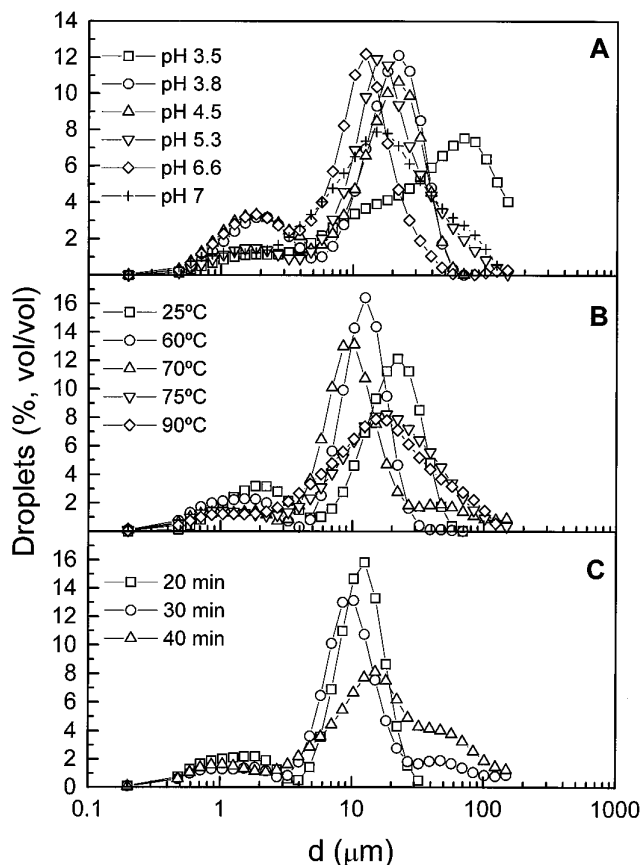 14
12
10
8
6
4
2
A
pH 3.5
pH 3.8
pH 4.5
pH 5.3
pH 6.6
pH 7
16
14
12
10
8
6
4
2
B
25ºC
60ºC
70ºC
75ºC
90ºC
16
14
12
10
8
6
4
2
0
C
20 min
30 min
40 min
Droplets (%, vol/vol)
0.1
1
10
100
1000
d (μm)